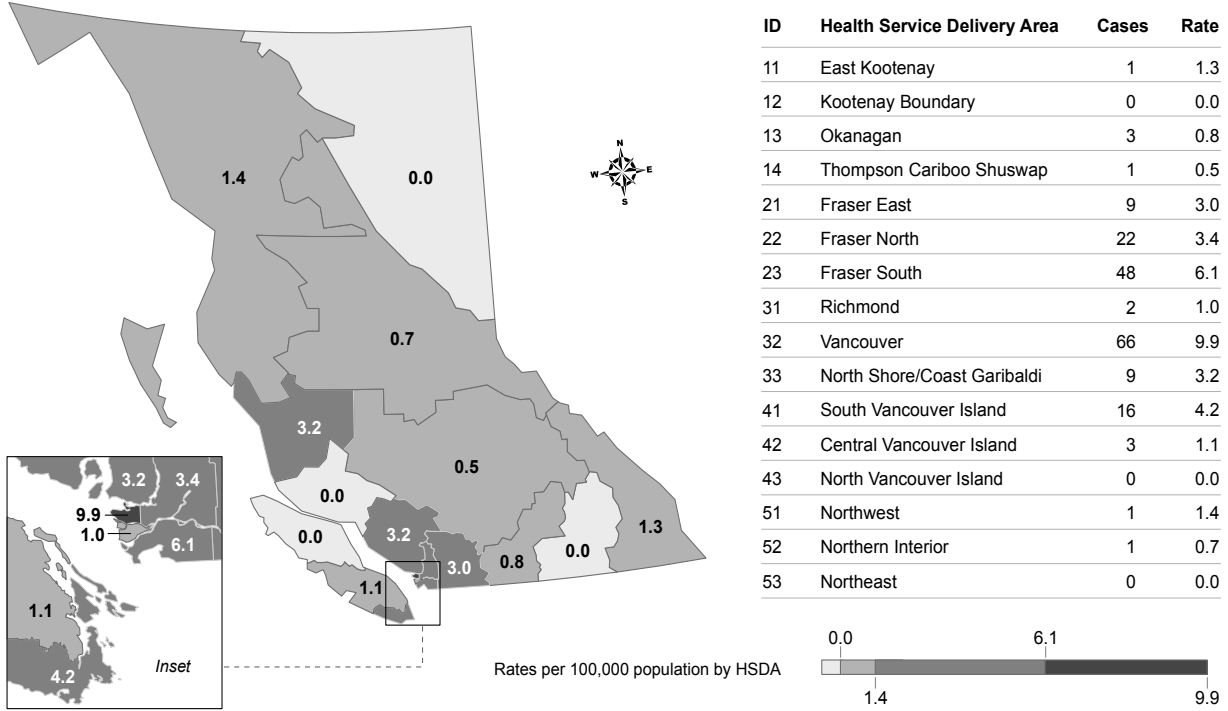 ID Health Service Delivery Area Cases Rate
11 East Kootenay 1 1.3
12 Kootenay Boundary 0 0.0
13 Okanagan 3 0.8
14 Thompson Cariboo Shuswap 1 0.5
21 Fraser East 9 3.0
22 Fraser North 22 3.4
23 Fraser South 48 6.1
31 Richmond 2 1.0
32 Vancouver 66 9.9
33 North Shore/Coast Garibaldi 9 3.2
41 South Vancouver Island 16 4.2
42 Central Vancouver Island 3 1.1
43 North Vancouver Island 0 0.0
51 Northwest 1 1.4
52 Northern Interior 1 0.7
53 Northeast 0 0.0
N
W E
S
1.4
0.0
0.7
3.2
0.5
0.0
0.0
3.2
3.0
0.8
0.0
1.3
1.1
3.2 3.4
9.9
1.0
6.1
1.1
4.2
Inset
Rates per 100,000 population by HSDA
0.0 6.1
1.4 9.9